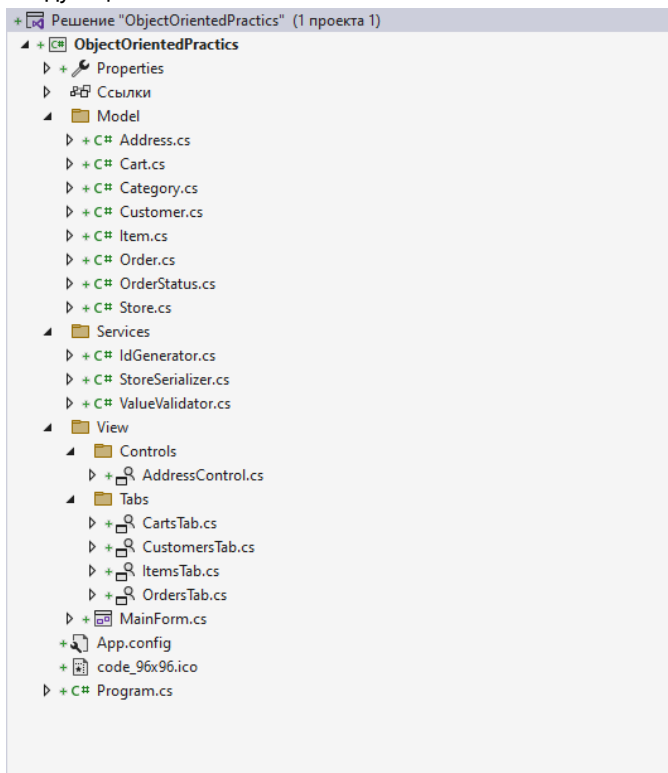 Решение "ObjectOrientedPractics" (1 проекта 1)
C# ObjectOrientedPractics
Properties
Ссылки
Model
C# Address.cs
C# Cart.cs
C# Category.cs
C# Customer.cs
C# Item.cs
C# Order.cs
C# OrderStatus.cs
C# Store.cs
Services
C# IdGenerator.cs
C# StoreSerializer.cs
C# ValueValidator.cs
View
Controls
AddressControl.cs
Tabs
CartsTab.cs
CustomersTab.cs
ItemsTab.cs
OrdersTab.cs
MainForm.cs
App.config
code_96x96.ico
C# Program.cs